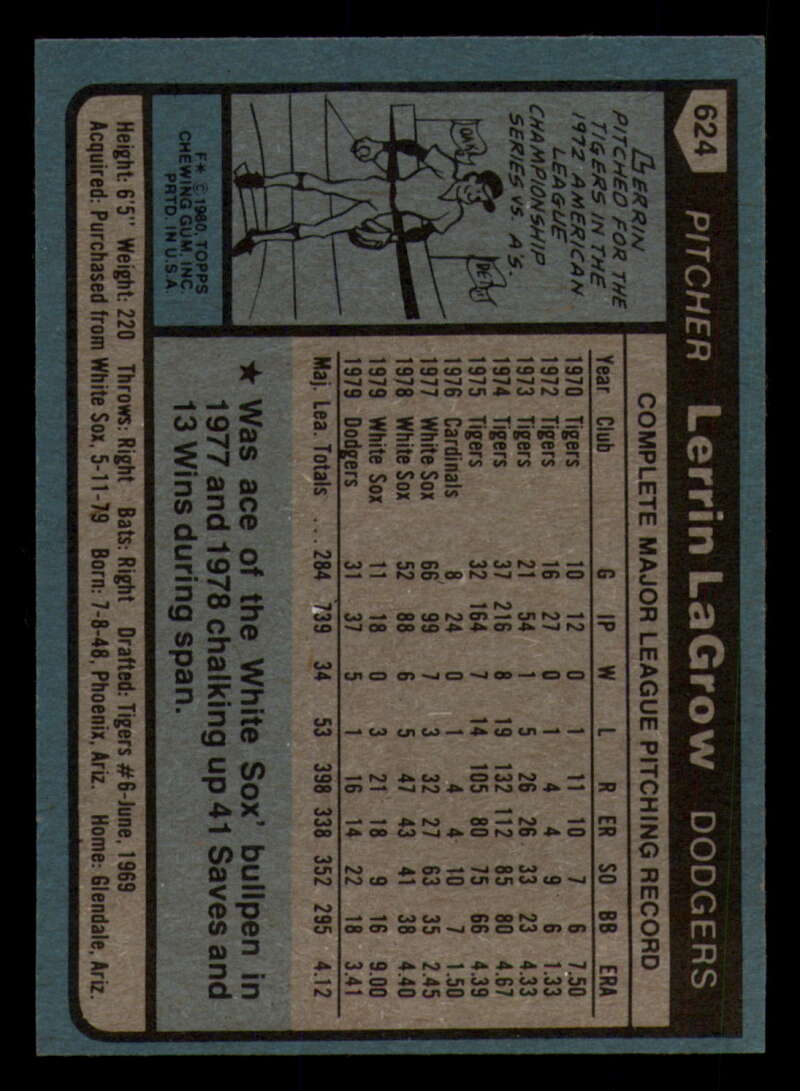 624 PITCHER Lerrin LaGrow DODGERS
LERRIN
PITCHED FOR THE
TIGERS IN THE
1972 AMERICAN
LEAGUE
CHAMPIONSHIP
SERIES VS. A'S.
F* © 1980 TOPPS
CHEWING GUM, INC.
PRTD. IN U.S.A.
COMPLETE MAJOR LEAGUE PITCHING RECORD
Year Club G IP W L R ER SO BB ERA
1970 Tigers 10 12 0 1 11 10 7 6 7.50
1972 Tigers 16 27 0 1 4 4 9 6 1.33
1973 Tigers 21 54 1 5 26 26 33 23 4.33
1974 Tigers 37 216 8 19 132 112 85 80 4.67
1975 Tigers 32 164 7 14 105 80 75 66 4.39
1976 Cardinals 8 24 0 1 4 4 10 7 1.50
1977 White Sox 66 99 7 3 32 27 63 35 2.45
1978 White Sox 52 88 6 5 47 43 41 38 4.40
1979 White Sox 11 18 0 3 21 18 9 16 9.00
1979 Dodgers 31 37 5 1 16 14 22 18 3.41
Maj. Lea. Totals ... 284 739 34 53 398 338 352 295 4.12
★ Was ace of the White Sox' bullpen in
1977 and 1978 chalking up 41 Saves and
13 Wins during span.
Height: 6'5" Weight: 220 Throws: Right Bats: Right Drafted: Tigers #6-June, 1969
Acquired: Purchased from White Sox, 5-11-79 Born: 7-8-48, Phoenix, Ariz. Home: Glendale, Ariz.